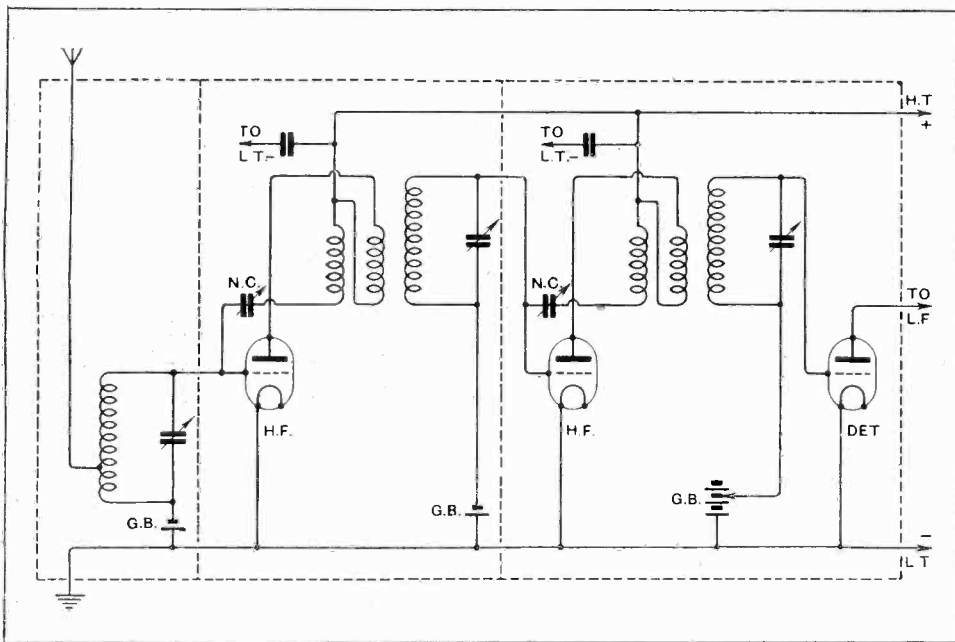 H.T
+
TO
L.T.-
TO
L.T.-
N.C.
N.C.
TO
L.F
H.F.
H.F.
DET
G.B.
G.B.
G.B.
-
L T